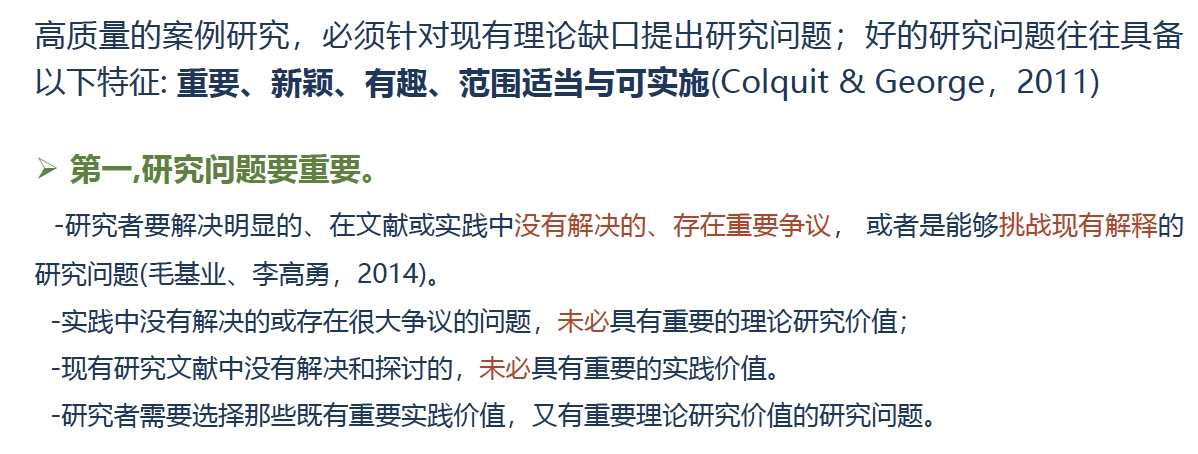 高质量的案例研究，必须针对现有理论缺口提出研究问题；好的研究问题往往具备
以下特征: 重要、新颖、有趣、范围适当与可实施(Colquit & George，2011)
➢ 第一,研究问题要重要。
-研究者要解决明显的、在文献或实践中没有解决的、存在重要争议， 或者是能够挑战现有解释的
研究问题(毛基业、李高勇，2014)。
-实践中没有解决的或存在很大争议的问题，未必具有重要的理论研究价值；
-现有研究文献中没有解决和探讨的，未必具有重要的实践价值。
-研究者需要选择那些既有重要实践价值，又有重要理论研究价值的研究问题。